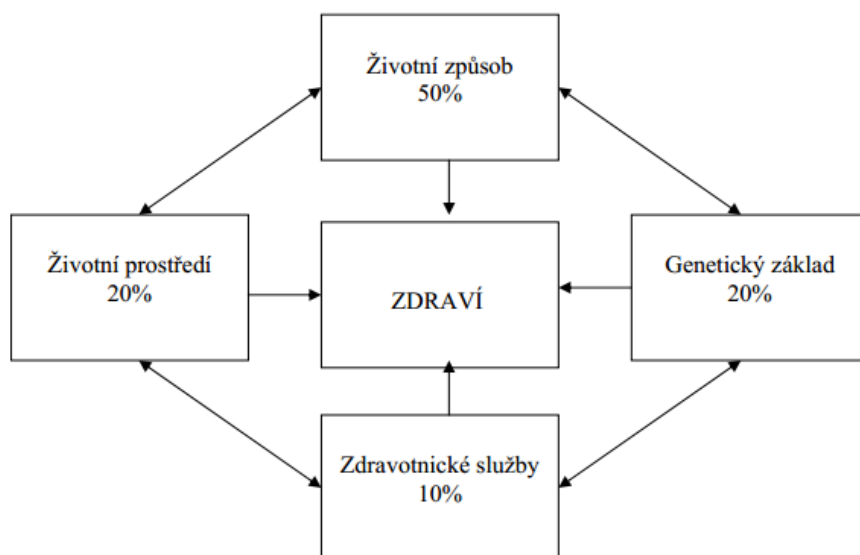 Životní způsob
50%
Životní prostředí
20%
ZDRAVÍ
Genetický základ
20%
Zdravotnické služby
10%